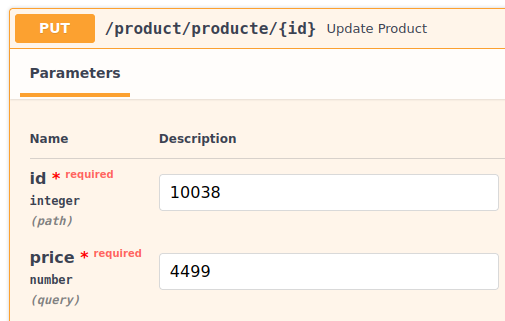 PUT /product/producte/{id} Update Product
Parameters
Name Description
id * required
integer
(path)
10038
price * required
number
(query)
4499